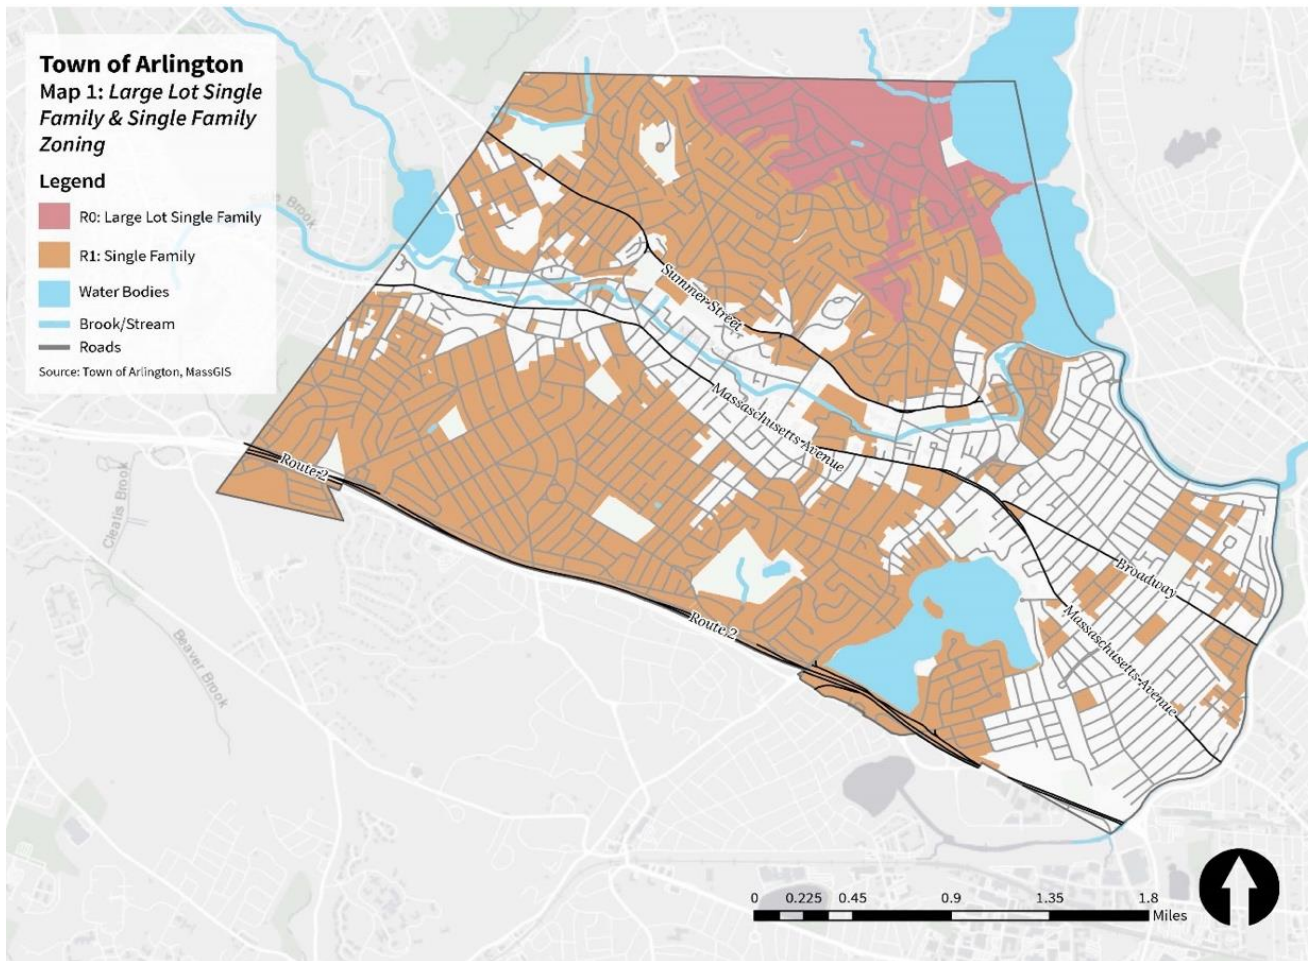 Town of Arlington
Map 1: Large Lot Single
Family & Single Family
Zoning
Legend
R0: Large Lot Single Family
R1: Single Family
Water Bodies
Brook/Stream
Roads
Source: Town of Arlington, MassGIS
Brook
Summer Street
Massachusetts Avenue
Route 2
Cleatis Brook
Beaver Brook
Route 2
Broadway
Massachusetts Avenue
0 0.225 0.45 0.9 1.35 1.8
Miles